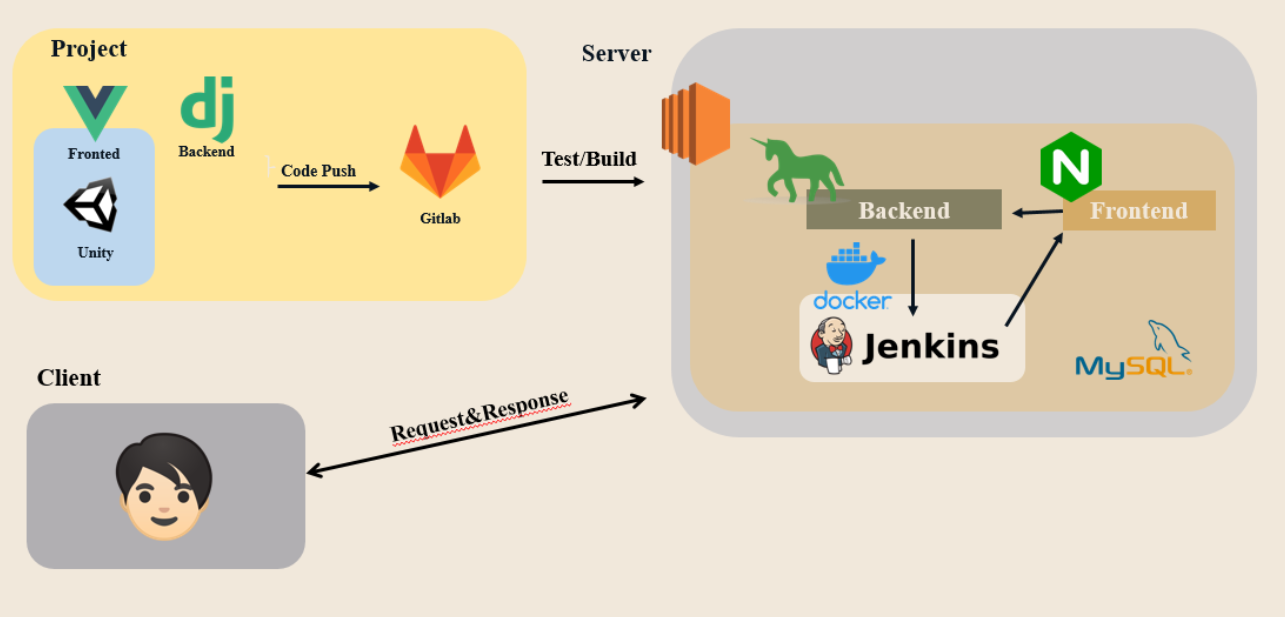 Project
dj
Fronted
Backend
Unity
Code Push
Gitlab
Test/Build
Server
N
Backend
Frontend
docker
Jenkins
MySQL®
Client
Request&Response